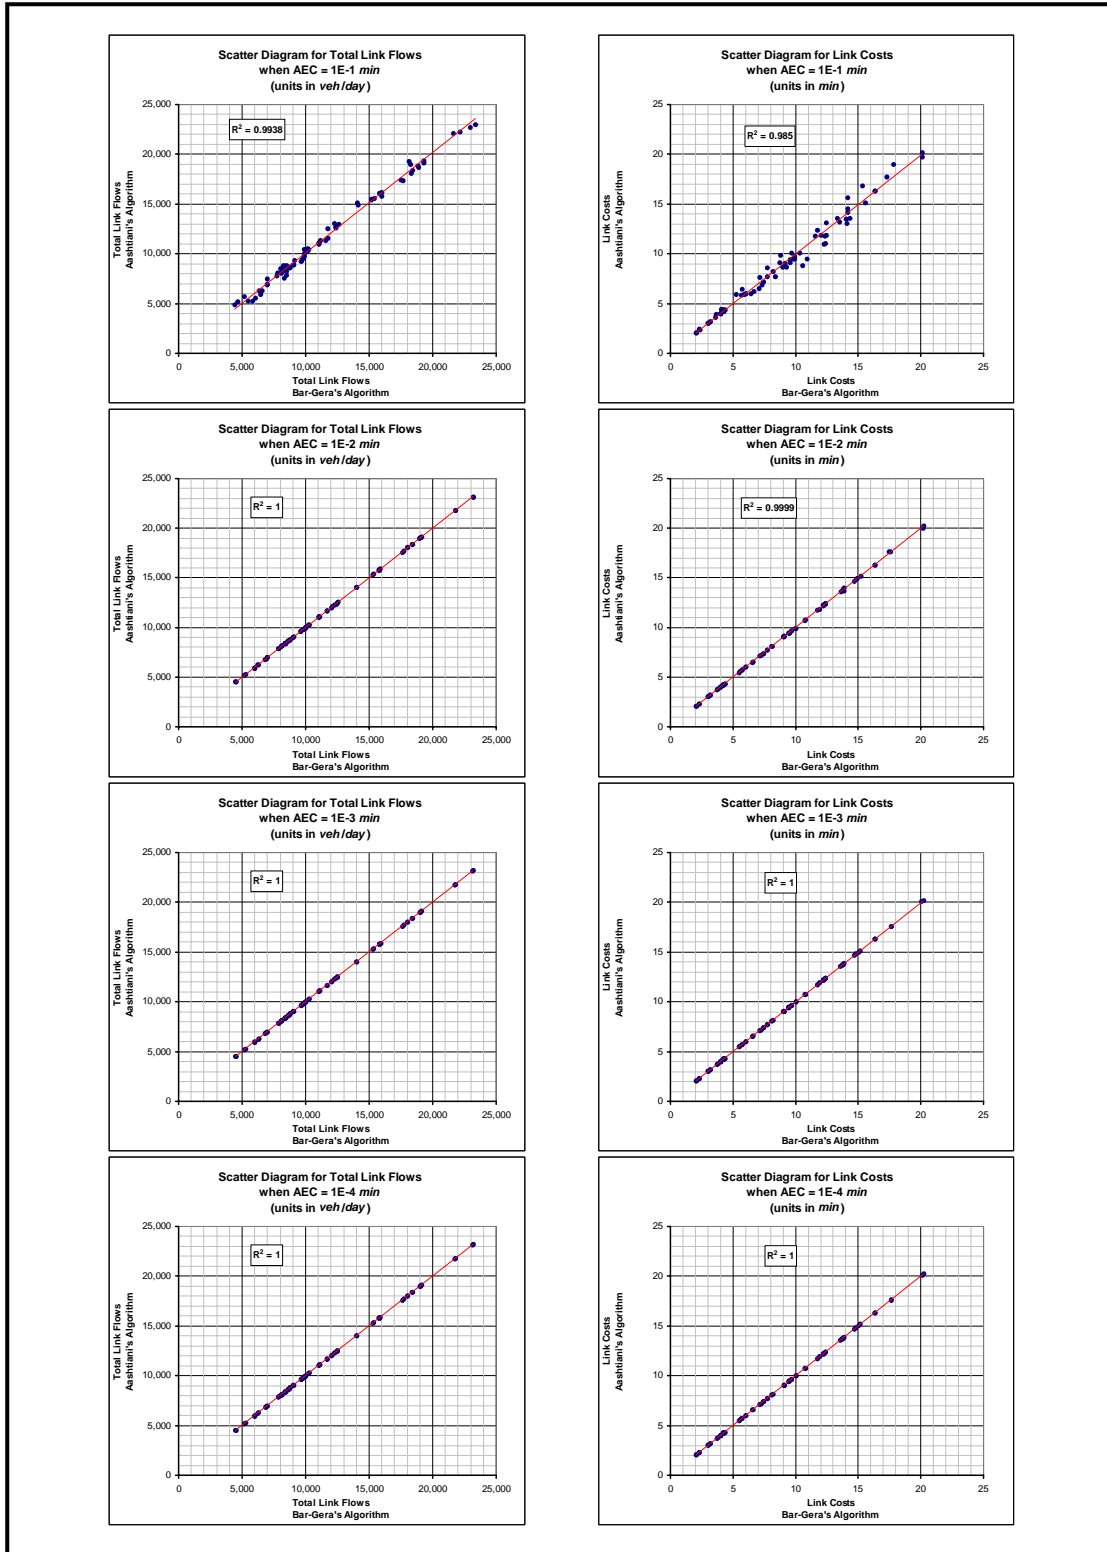 Scatter Diagram for Total Link Flows
when AEC = 1E-1 min
(units in veh/day)
R² = 0.9938
25,000
20,000
15,000
10,000
5,000
0
Total Link Flows
Aashtiani's Algorithm
0 5,000 10,000 15,000 20,000 25,000
Total Link Flows
Bar-Gera's Algorithm
Scatter Diagram for Link Costs
when AEC = 1E-1 min
(units in min)
R² = 0.985
25
20
15
10
5
0
Link Costs
Aashtiani's Algorithm
0 5 10 15 20 25
Link Costs
Bar-Gera's Algorithm
Scatter Diagram for Total Link Flows
when AEC = 1E-2 min
(units in veh/day)
R² = 1
25,000
20,000
15,000
10,000
5,000
0
Total Link Flows
Aashtiani's Algorithm
0 5,000 10,000 15,000 20,000 25,000
Total Link Flows
Bar-Gera's Algorithm
Scatter Diagram for Link Costs
when AEC = 1E-2 min
(units in min)
R² = 0.9999
25
20
15
10
5
0
Link Costs
Aashtiani's Algorithm
0 5 10 15 20 25
Link Costs
Bar-Gera's Algorithm
Scatter Diagram for Total Link Flows
when AEC = 1E-3 min
(units in veh/day)
R² = 1
25,000
20,000
15,000
10,000
5,000
0
Total Link Flows
Aashtiani's Algorithm
0 5,000 10,000 15,000 20,000 25,000
Total Link Flows
Bar-Gera's Algorithm
Scatter Diagram for Link Costs
when AEC = 1E-3 min
(units in min)
R² = 1
25
20
15
10
5
0
Link Costs
Aashtiani's Algorithm
0 5 10 15 20 25
Link Costs
Bar-Gera's Algorithm
Scatter Diagram for Total Link Flows
when AEC = 1E-4 min
(units in veh/day)
R² = 1
25,000
20,000
15,000
10,000
5,000
0
Total Link Flows
Aashtiani's Algorithm
0 5,000 10,000 15,000 20,000 25,000
Total Link Flows
Bar-Gera's Algorithm
Scatter Diagram for Link Costs
when AEC = 1E-4 min
(units in min)
R² = 1
25
20
15
10
5
0
Link Costs
Aashtiani's Algorithm
0 5 10 15 20 25
Link Costs
Bar-Gera's Algorithm